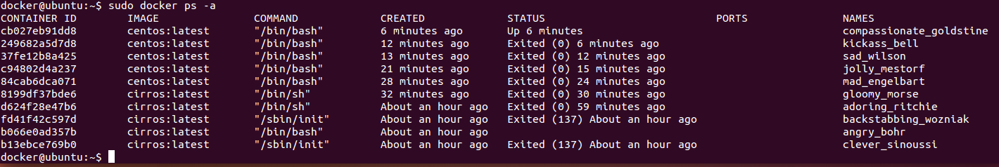 docker@ubuntu:~$ sudo docker ps -a
CONTAINER ID        IMAGE               COMMAND             CREATED             STATUS                           PORTS               NAMES
cb027eb91dd8        centos:latest       "/bin/bash"         6 minutes ago       Up 6 minutes                                         compassionate_goldstine
249682a5d7d8        centos:latest       "/bin/bash"         12 minutes ago      Exited (0) 6 minutes ago                             kickass_bell
37fe12b8a425        centos:latest       "/bin/bash"         13 minutes ago      Exited (0) 12 minutes ago                            sad_wilson
c94802d4a237        centos:latest       "/bin/bash"         21 minutes ago      Exited (0) 15 minutes ago                            jolly_mestorf
84cab6dca071        centos:latest       "/bin/bash"         28 minutes ago      Exited (0) 24 minutes ago                            mad_engelbart
8199df37bde6        cirros:latest       "/bin/sh"           32 minutes ago      Exited (0) 30 minutes ago                            gloomy_morse
d624f28e47b6        cirros:latest       "/bin/sh"           About an hour ago   Exited (0) 59 minutes ago                            adoring_ritchie
fd41f42c597d        cirros:latest       "/sbin/init"        About an hour ago   Exited (137) About an hour ago                       backstabbing_wozniak
b066e0ad357b        cirros:latest       "/bin/bash"         About an hour ago                                                        angry_bohr
b13ebce769b0        cirros:latest       "/sbin/init"        About an hour ago   Exited (137) About an hour ago                       clever_sinoussi
docker@ubuntu:~$